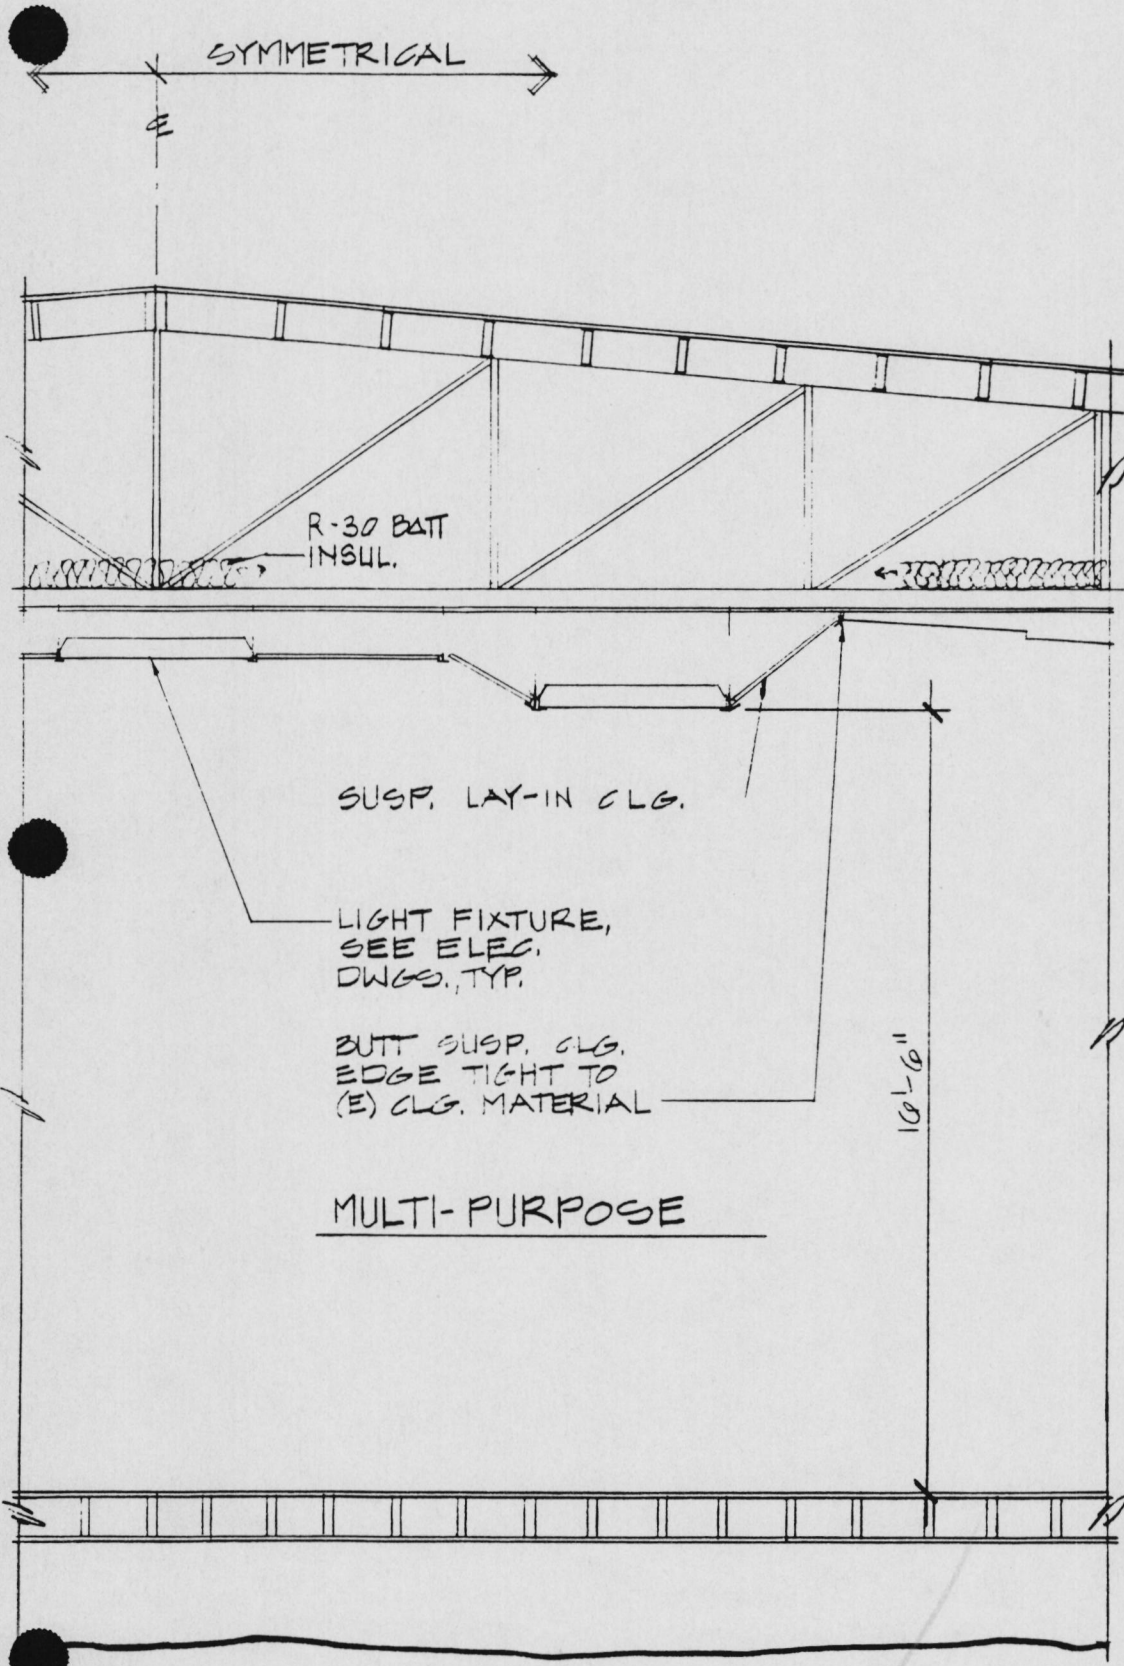 SYMMETRICAL
℄
R-30 BATT
INSUL.
SUSP. LAY-IN CLG.
LIGHT FIXTURE,
SEE ELEC.
DWGS., TYP.
BUTT SUSP. CLG.
EDGE TIGHT TO
(E) CLG. MATERIAL
16'-6"
MULTI-PURPOSE